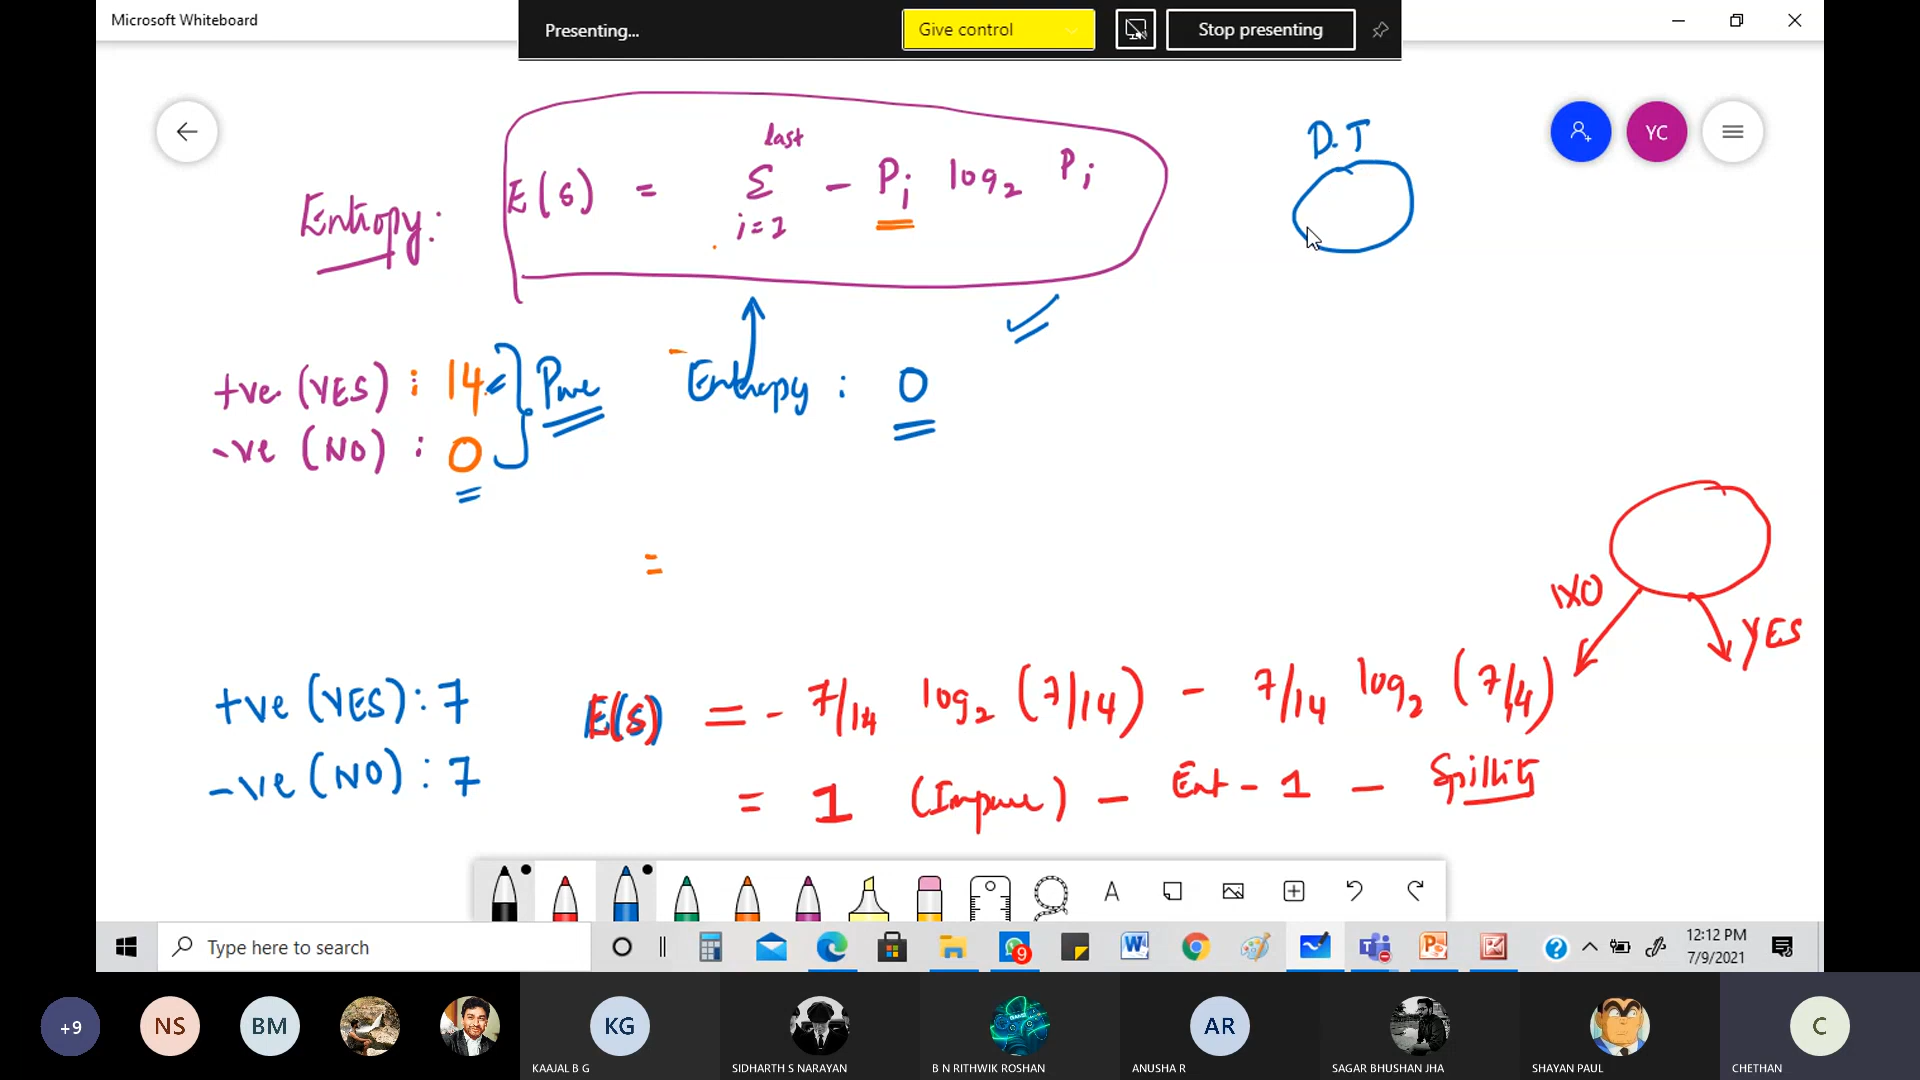 Microsoft Whiteboard
Presenting...
Give control
Stop presenting
YC
D.T
Entropy:
last
E(s) = Σ - Pi log2 Pi
i=1
+ve (YES) : 14
Pure
Entropy : 0
-ve (NO) : 0
=
NO
YES
+ve (YES) : 7
E(s) = - 7/14 log2 (7/14) - 7/14 log2 (7/14)
-ve (NO) : 7
= 1 (Impure) - Ent - 1 -
A
Type here to search
9
12:12 PM
7/9/2021
+9
NS
BM
KG
AR
C
KAAJAL B G
SIDHARTH S NARAYAN
B N RITHWIK ROSHAN
ANUSHA R
SAGAR BHUSHAN JHA
SHAYAN PAUL
CHETHAN